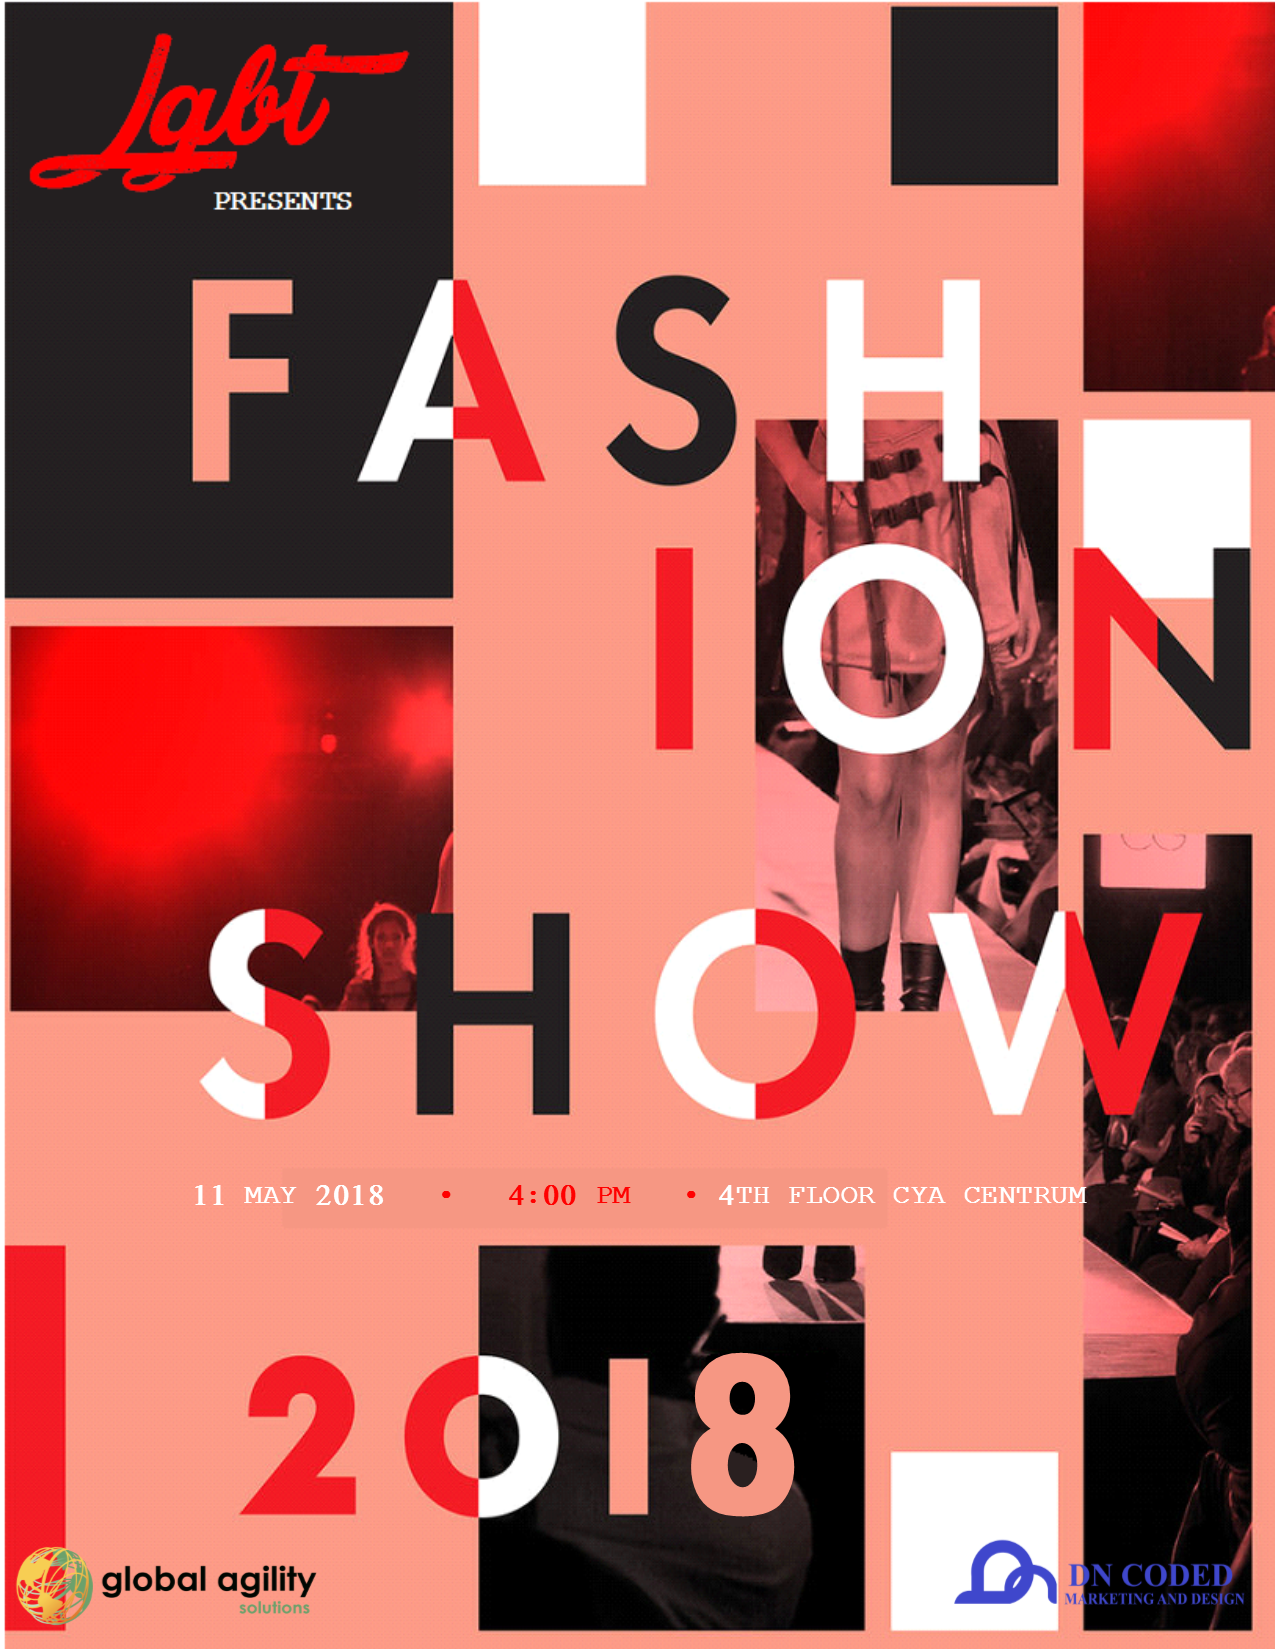 Lgbt
PRESENTS
FASH
ION
SHOW
11 MAY 2018 • 4:00 PM • 4TH FLOOR CYA CENTRUM
2018
global agility
solutions
DN CODED
MARKETING AND DESIGN